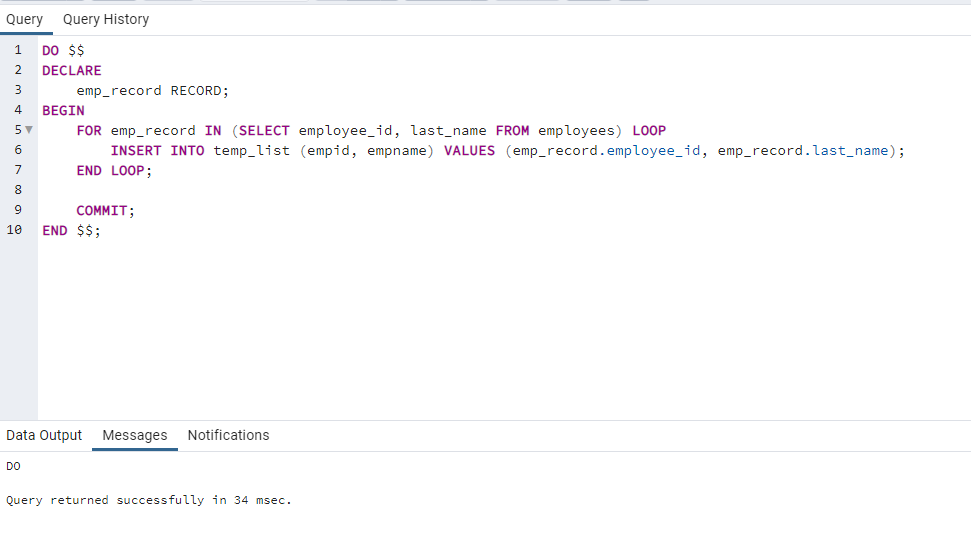 Query Query History
1 DO $$
2 DECLARE
3 emp_record RECORD;
4 BEGIN
5 FOR emp_record IN (SELECT employee_id, last_name FROM employees) LOOP
6 INSERT INTO temp_list (empid, empname) VALUES (emp_record.employee_id, emp_record.last_name);
7 END LOOP;
8
9 COMMIT;
10 END $$;
Data Output Messages Notifications
DO
Query returned successfully in 34 msec.